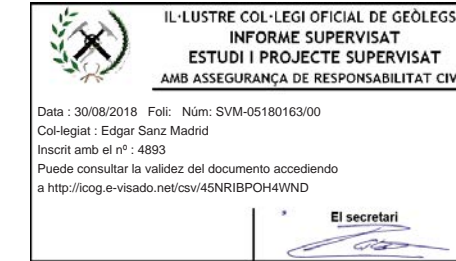 IL·LUSTRE COL·LEGI OFICIAL DE GEÒLEGS
INFORME SUPERVISAT
ESTUDI I PROJECTE SUPERVISAT
AMB ASSEGURANÇA DE RESPONSABILITAT CIV
Data : 30/08/2018 Foli: Núm: SVM-05180163/00
Col-legiat : Edgar Sanz Madrid
Inscrit amb el nº : 4893
Puede consultar la validez del documento accediendo
a http://icog.e-visado.net/csv/45NRIBPOH4WND
El secretari